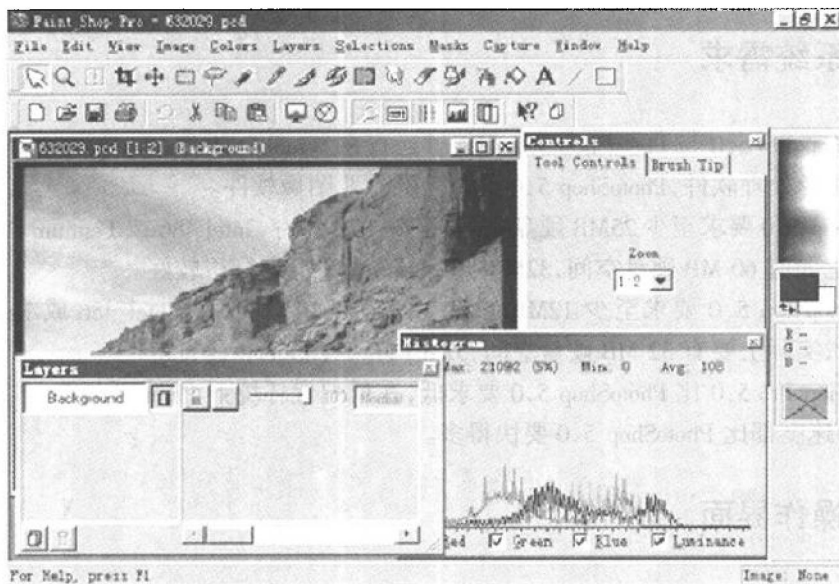 Paint Shop Pro - 632029.pcd
File Edit View Image Colors Layers Selections Masks Capture Window Help
632029.pcd [1:2] (Background)
Controls
Tool Controls Brush Tip
Zoom
1:2
R -
G -
B -
Histogram
Max: 21092 (5%) Min: 0 Avg: 108
Green Blue Luminance
Layers
Background
Normal
For Help, press F1
Image: None